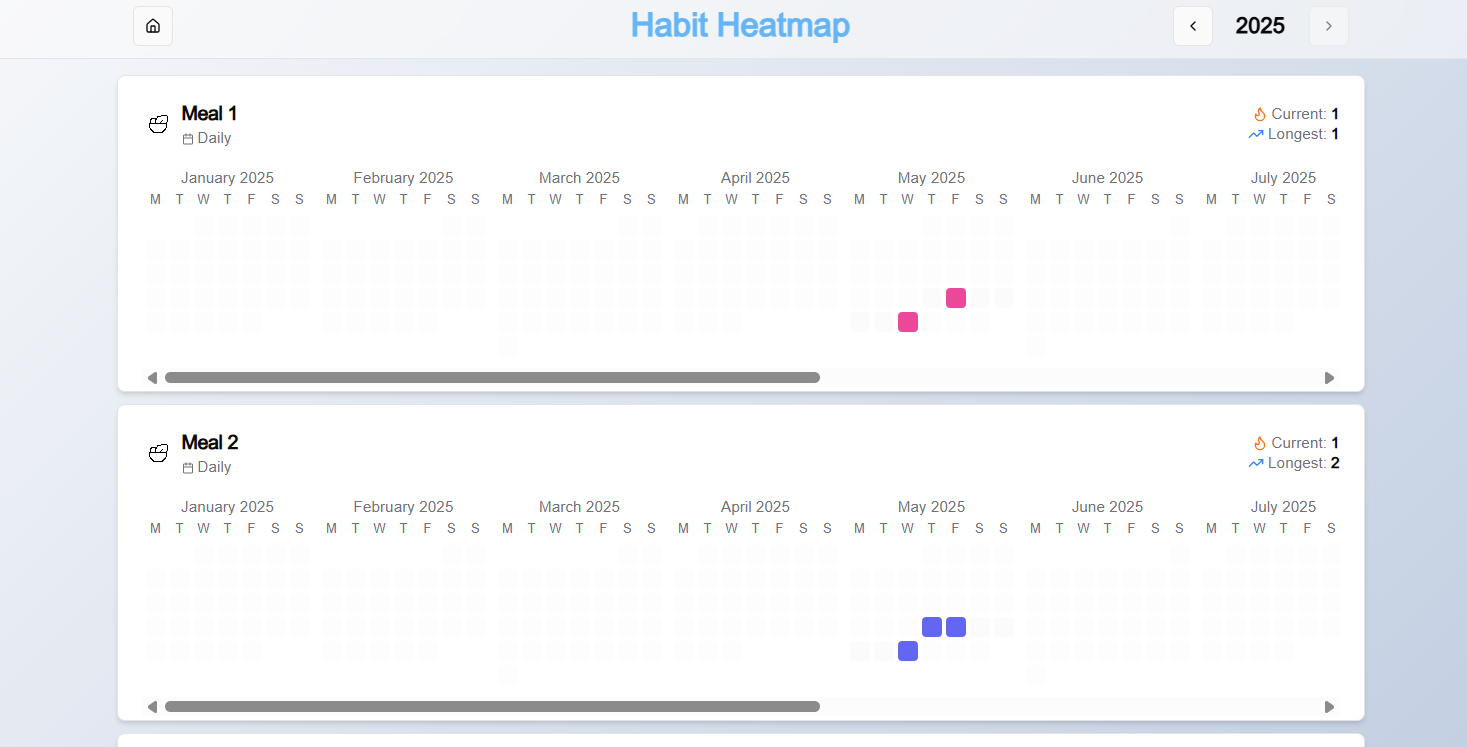 Habit Heatmap
2025
Meal 1
Daily
Current: 1
Longest: 1
January 2025 February 2025 March 2025 April 2025 May 2025 June 2025 July 2025
M T W T F S S M T W T F S S M T W T F S S M T W T F S S M T W T F S S M T W T F S S M T W T F S
Meal 2
Daily
Current: 1
Longest: 2
January 2025 February 2025 March 2025 April 2025 May 2025 June 2025 July 2025
M T W T F S S M T W T F S S M T W T F S S M T W T F S S M T W T F S S M T W T F S S M T W T F S